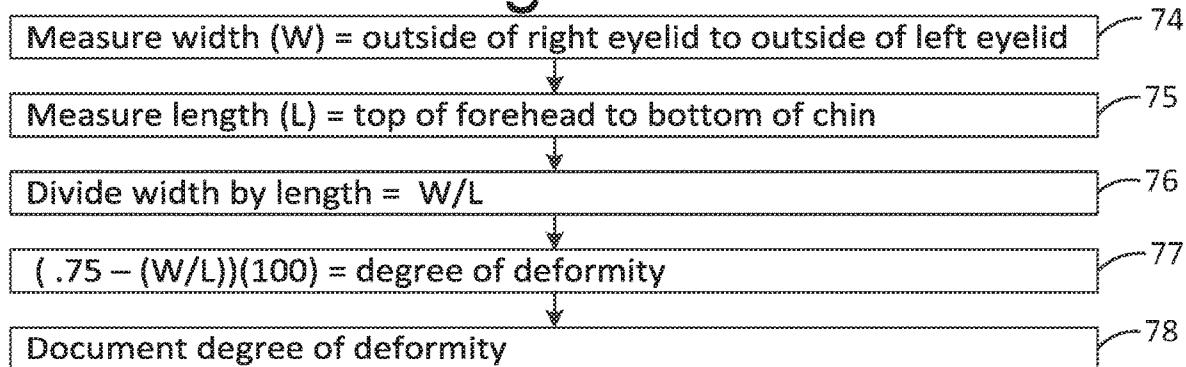 Measure width (W) = outside of right eyelid to outside of left eyelid 74
Measure length (L) = top of forehead to bottom of chin 75
Divide width by length = W/L 76
( .75 – (W/L))(100) = degree of deformity 77
Document degree of deformity 78